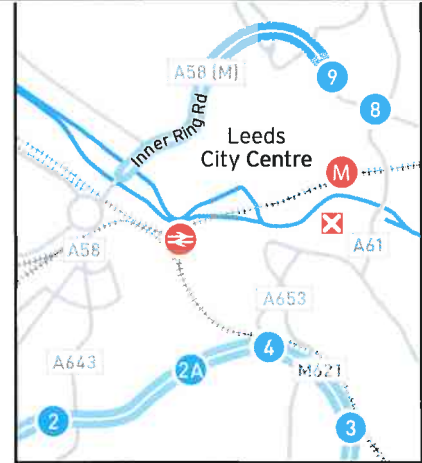 A58 (M)
9
8
Inner Ring Rd
Leeds
City Centre
M
A58
A61
A653
A643
4
2A
M621
2
3